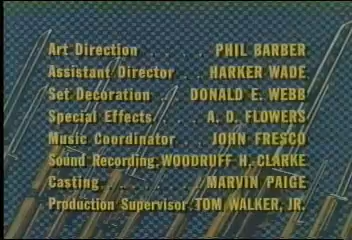 Art Direction . . . . . PHIL BARBER
Assistant Director . . . HARKER WADE
Set Decoration . . . DONALD E. WEBB
Special Effects . . . . A. D. FLOWERS
Music Coordinator . . . JOHN FRESCO
Sound Recording. WOODRUFF H. CLARKE
Casting . . . . . . . MARVIN PAIGE
Production Supervisor. TOM WALKER, JR.